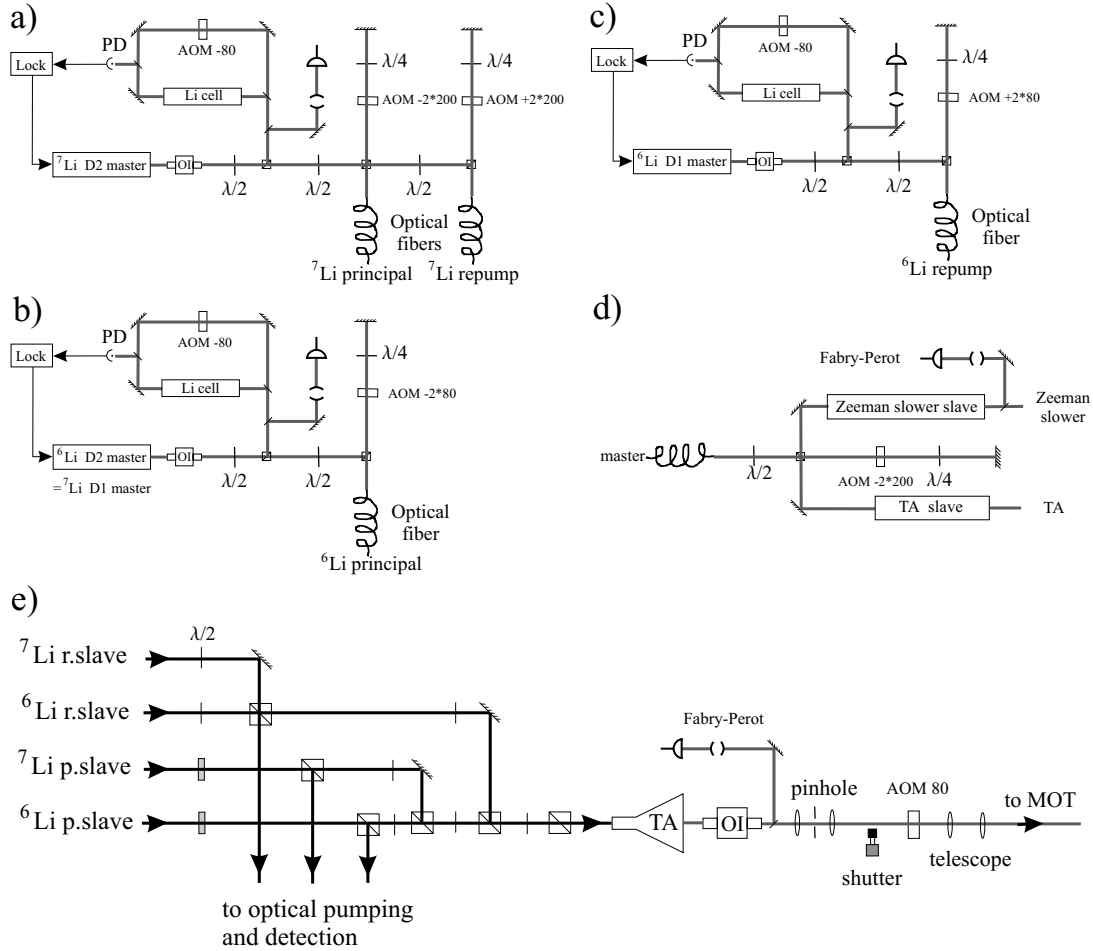 a)
PD
AOM -80
Lock
Li cell
λ/4
λ/4
AOM -2*200
AOM +2*200
⁷Li D2 master
OI
λ/2
λ/2
λ/2
Optical
fibers
⁷Li principal
⁷Li repump
c)
PD
AOM -80
Lock
Li cell
λ/4
AOM +2*80
⁶Li D1 master
OI
λ/2
λ/2
Optical
fiber
⁶Li repump
b)
PD
AOM -80
Lock
Li cell
λ/4
AOM -2*80
⁶Li D2 master
OI
=⁷Li D1 master
λ/2
λ/2
Optical
fiber
⁶Li principal
d)
Fabry-Perot
Zeeman slower slave
Zeeman
slower
master
λ/2
AOM -2*200
λ/4
TA slave
TA
e)
λ/2
⁷Li r.slave
⁶Li r.slave
⁷Li p.slave
⁶Li p.slave
Fabry-Perot
TA
OI
pinhole
AOM 80
to MOT
shutter
telescope
to optical pumping
and detection